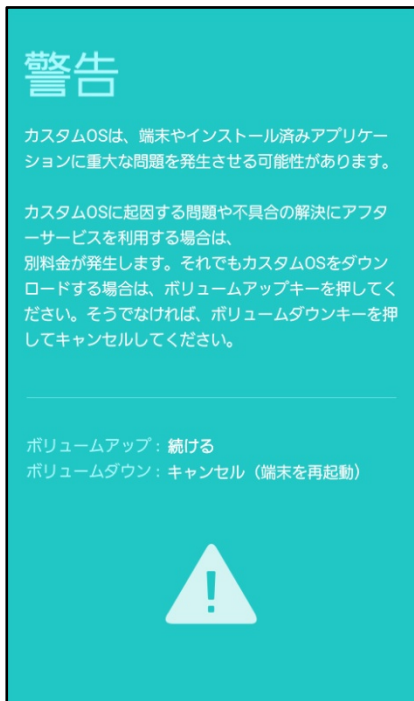 警告
カスタムOSは、端末やインストール済みアプリケー
ションに重大な問題を発生させる可能性があります。
カスタムOSに起因する問題や不具合の解決にアフタ
ーサービスを利用する場合は、
別料金が発生します。それでもカスタムOSをダウン
ロードする場合は、ボリュームアップキーを押してく
ださい。そうでなければ、ボリュームダウンキーを押
してキャンセルしてください。
ボリュームアップ : 続ける
ボリュームダウン : キャンセル（端末を再起動）